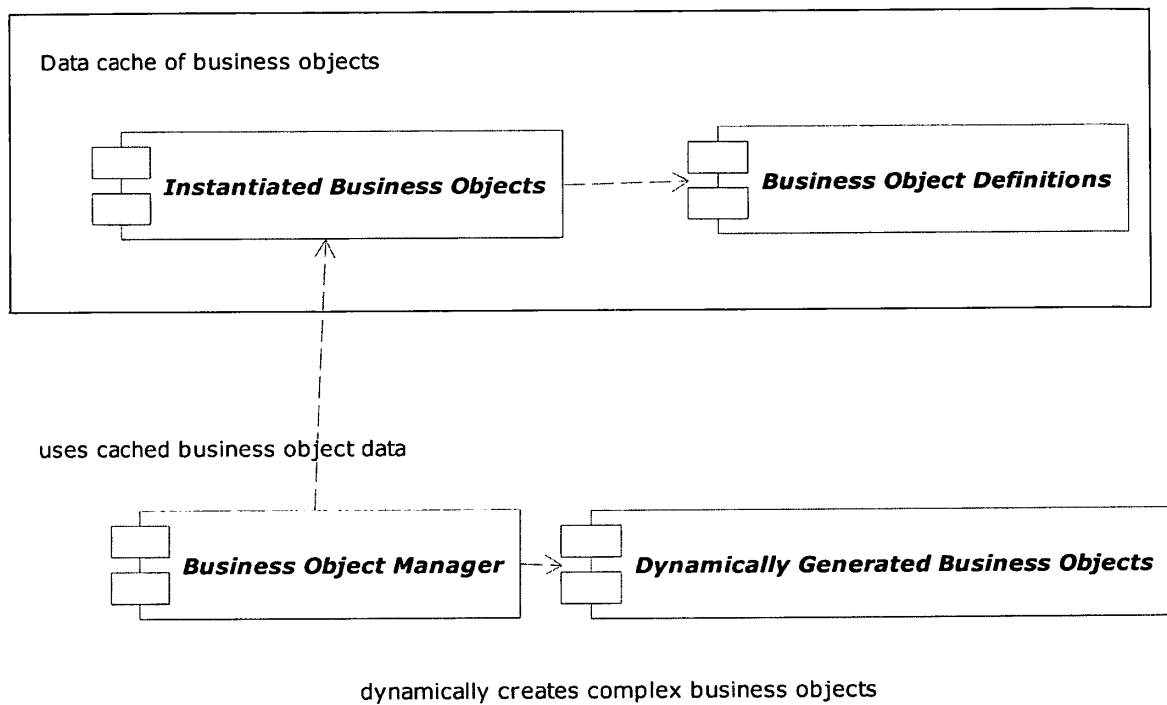 Data cache of business objects
Instantiated Business Objects
Business Object Definitions
uses cached business object data
Business Object Manager
Dynamically Generated Business Objects
dynamically creates complex business objects